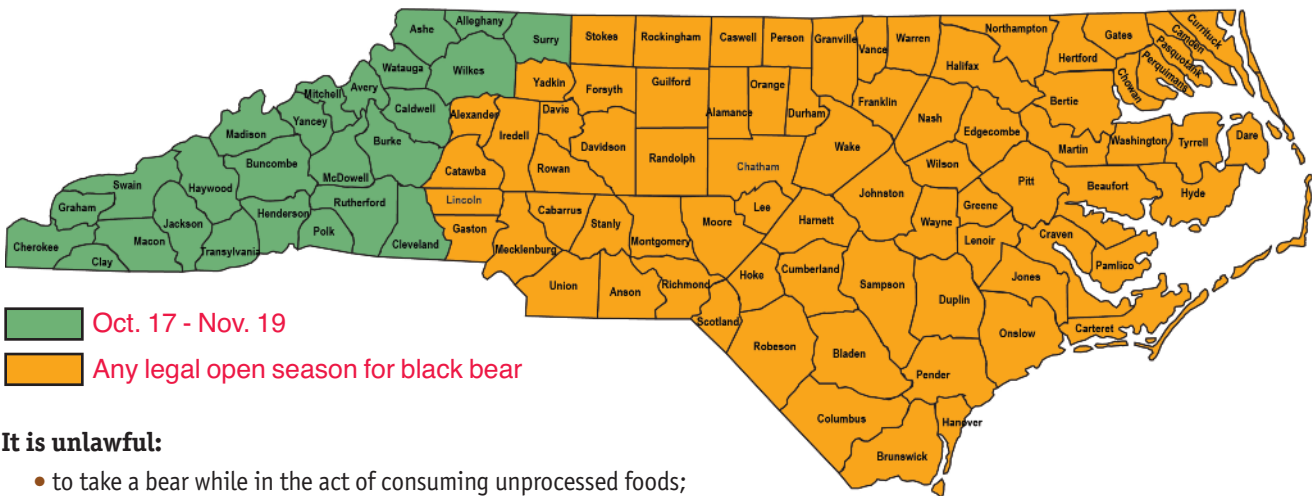 Ashe
Alleghany
Surry
Stokes
Rockingham
Caswell
Person
Granville
Vance
Warren
Northampton
Gates
Currituck
Camden
Pasquotank
Perquimans
Chowan
Hertford
Halifax
Watauga
Wilkes
Yadkin
Forsyth
Guilford
Alamance
Orange
Durham
Franklin
Bertie
Mitchell
Avery
Caldwell
Alexander
Iredell
Davie
Nash
Edgecombe
Martin
Washington
Tyrrell
Dare
Madison
Yancey
Burke
Davidson
Randolph
Chatham
Wake
Wilson
Buncombe
McDowell
Catawba
Rowan
Johnston
Pitt
Beaufort
Hyde
Swain
Haywood
Rutherford
Lincoln
Greene
Graham
Jackson
Henderson
Polk
Cleveland
Gaston
Cabarrus
Stanly
Montgomery
Moore
Lee
Harnett
Wayne
Lenoir
Craven
Pamlico
Cherokee
Clay
Macon
Transylvania
Mecklenburg
Union
Anson
Richmond
Scotland
Hoke
Cumberland
Sampson
Duplin
Jones
Onslow
Carteret
Robeson
Bladen
Pender
Columbus
Brunswick
Hanover
Oct. 17 - Nov. 19
Any legal open season for black bear
It is unlawful:
• to take a bear while in the act of consuming unprocessed foods;